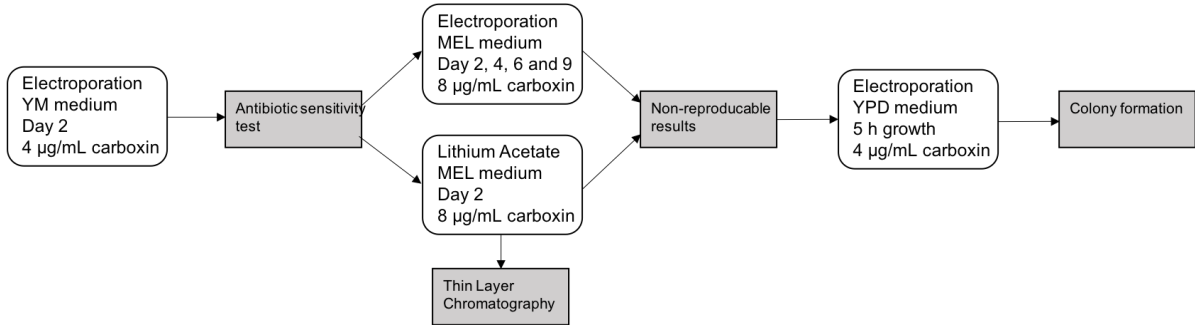 Electroporation
YM medium
Day 2
4 µg/mL carboxin
Antibiotic sensitivity
test
Electroporation
MEL medium
Day 2, 4, 6 and 9
8 µg/mL carboxin
Lithium Acetate
MEL medium
Day 2
8 µg/mL carboxin
Thin Layer
Chromatography
Non-reproducable
results
Electroporation
YPD medium
5 h growth
4 µg/mL carboxin
Colony formation